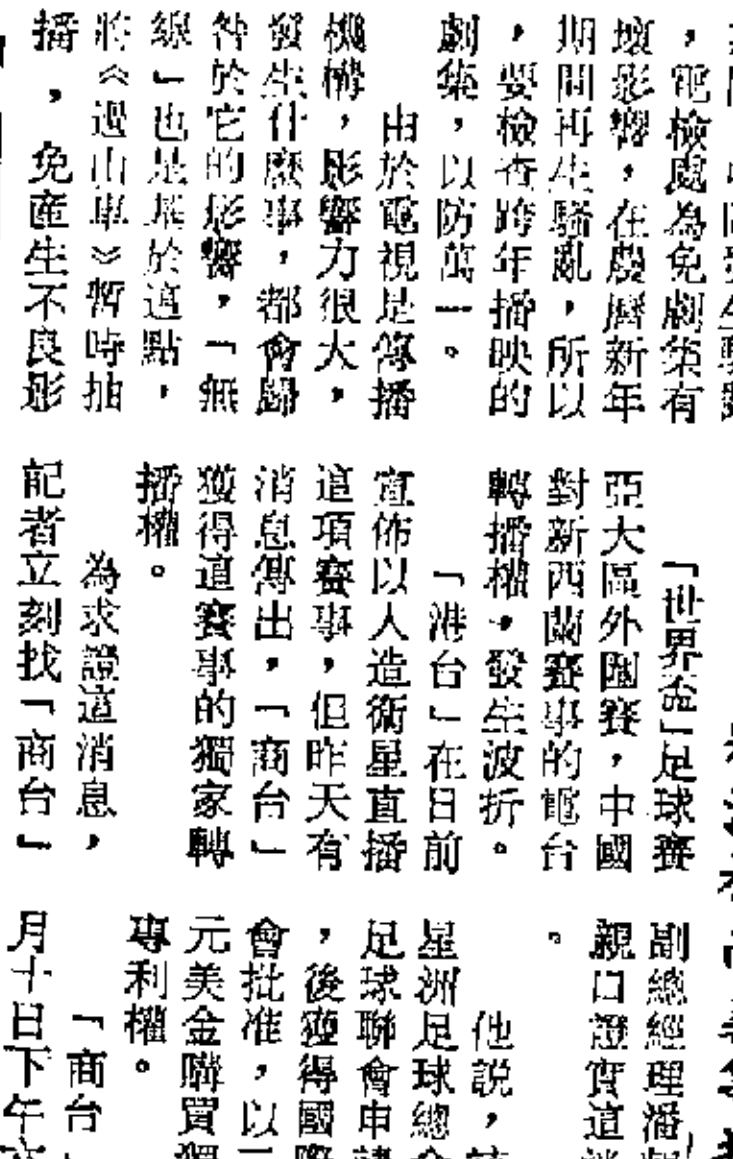 ，電檢處為免劇集有
壞影響，在農曆新年
期間再生騷亂，所以
，要檢查跨年播映的
劇集，以防萬一。
由於電視是傳播
機構，影響力很大，
發生什麼事，都會歸
咎於它的影響，「無
線」也是基於這點，
將《過山車》暫時抽
播，免產生不良影
「世界盃」足球賽
亞大區外圍賽，中國
對新西蘭賽事的電台
轉播權，發生波折。
「港台」在日前
宣佈以人造衛星直播
這項賽事，但昨天有
消息傳出，「商台」
獲得這賽事的獨家轉
播權。
為求證這消息，
記者立刻找「商台」
副總經理潘
親口證實這
。
他説，
星洲足球總
足球聯會申
，後獲得國際
會批准，以
元美金購買獨
專利權。
「商台
月十日下午